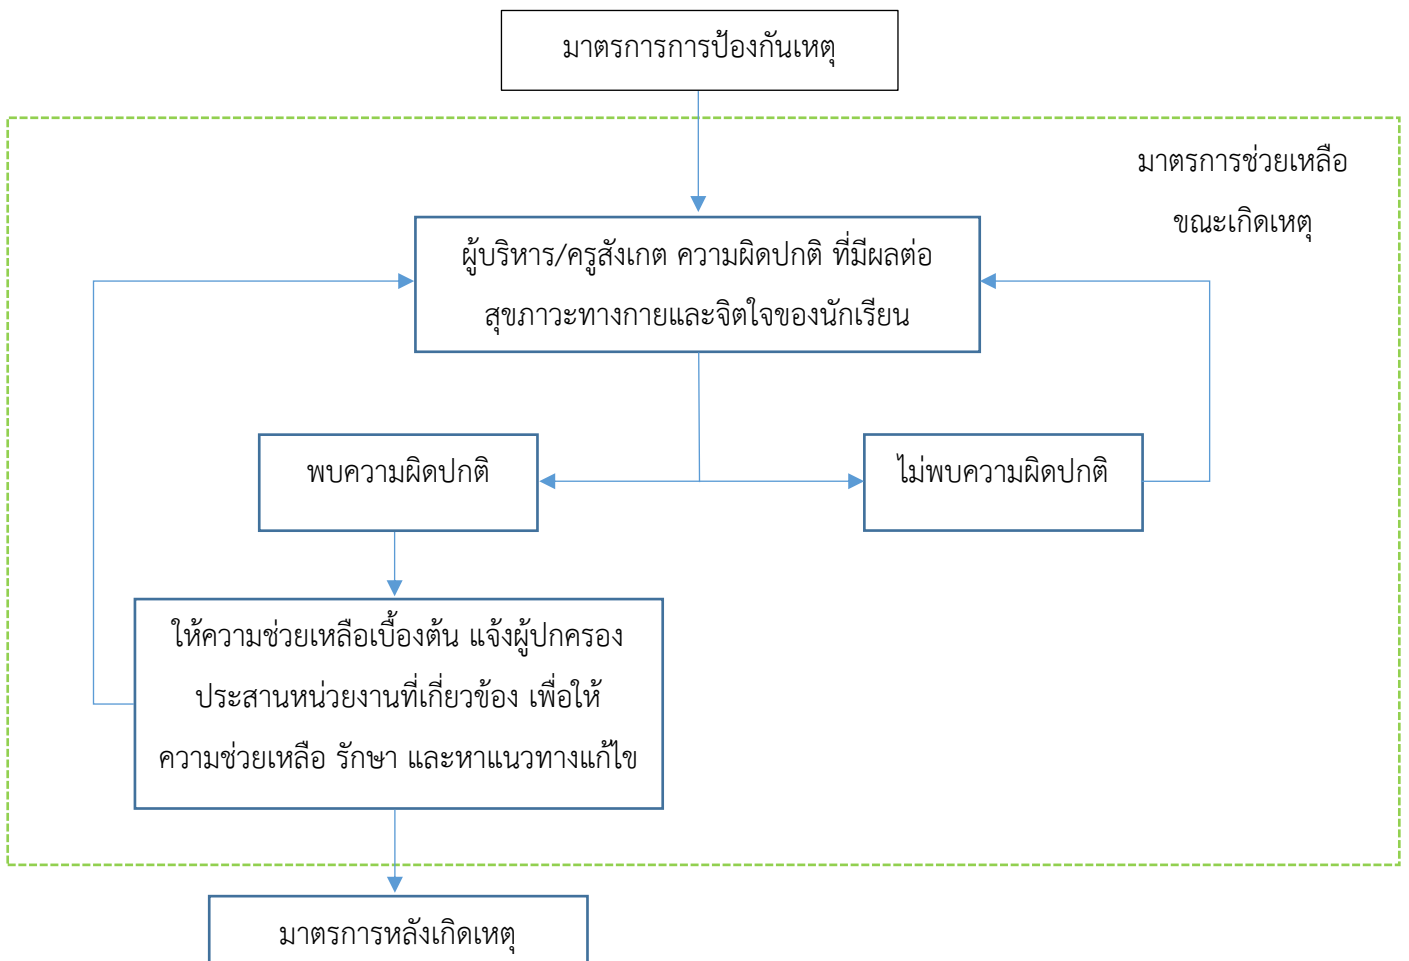 มาตรการการป้องกันเหตุ
มาตรการช่วยเหลือ
ขณะเกิดเหตุ
ผู้บริหาร/ครูสังเกต ความผิดปกติ ที่มีผลต่อ
สุขภาวะทางกายและจิตใจของนักเรียน
พบความผิดปกติ
ไม่พบความผิดปกติ
ให้ความช่วยเหลือเบื้องต้น แจ้งผู้ปกครอง
ประสานหน่วยงานที่เกี่ยวข้อง เพื่อให้
ความช่วยเหลือ รักษา และหาแนวทางแก้ไข
มาตรการหลังเกิดเหตุ